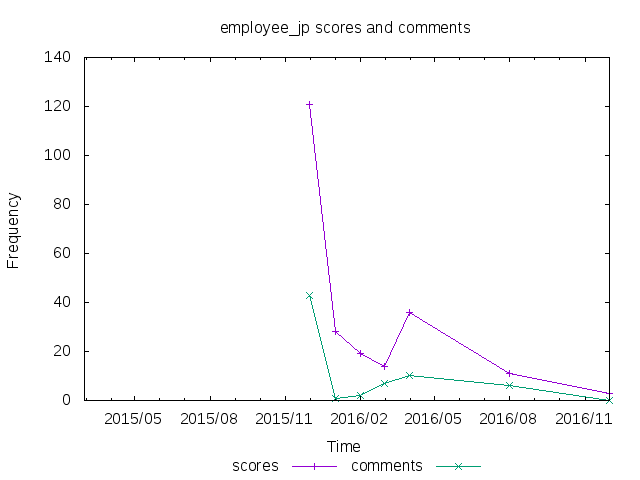 employee_jp scores and comments
140
120
100
80
60
40
20
0
Frequency
2015/05 2015/08 2015/11 2016/02 2016/05 2016/08 2016/11
Time
scores comments